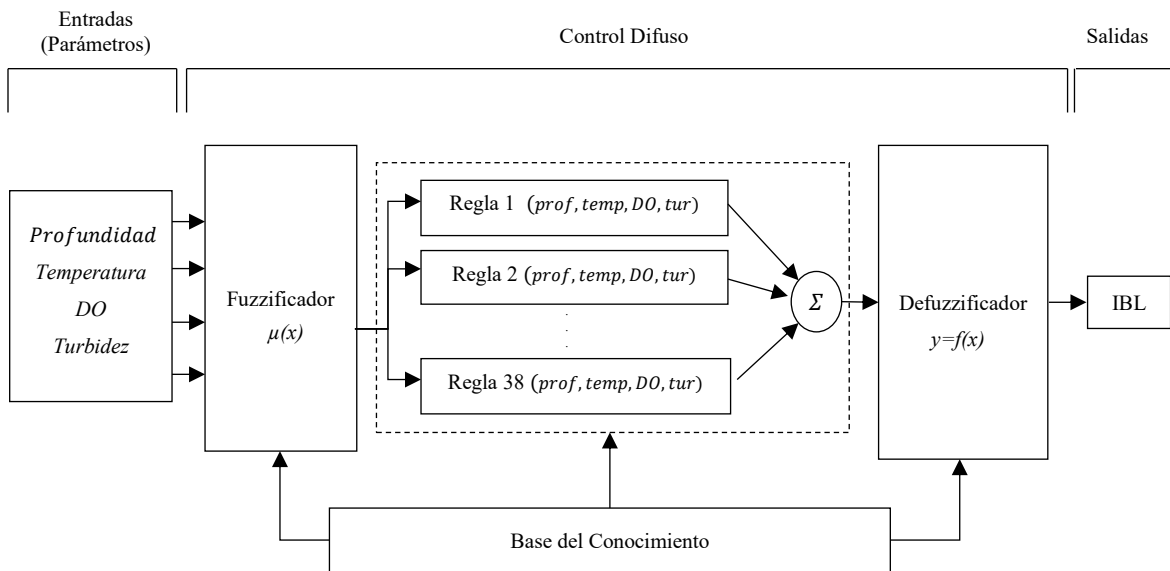 Entradas
(Parámetros)
Control Difuso
Salidas
Profundidad
Temperatura
DO
Turbidez
Fuzzificador
µ(x)
Regla 1 (prof, temp, DO, tur)
Regla 2 (prof, temp, DO, tur)
.
.
.
Regla 38 (prof, temp, DO, tur)
Σ
Defuzzificador
y=f(x)
IBL
Base del Conocimiento